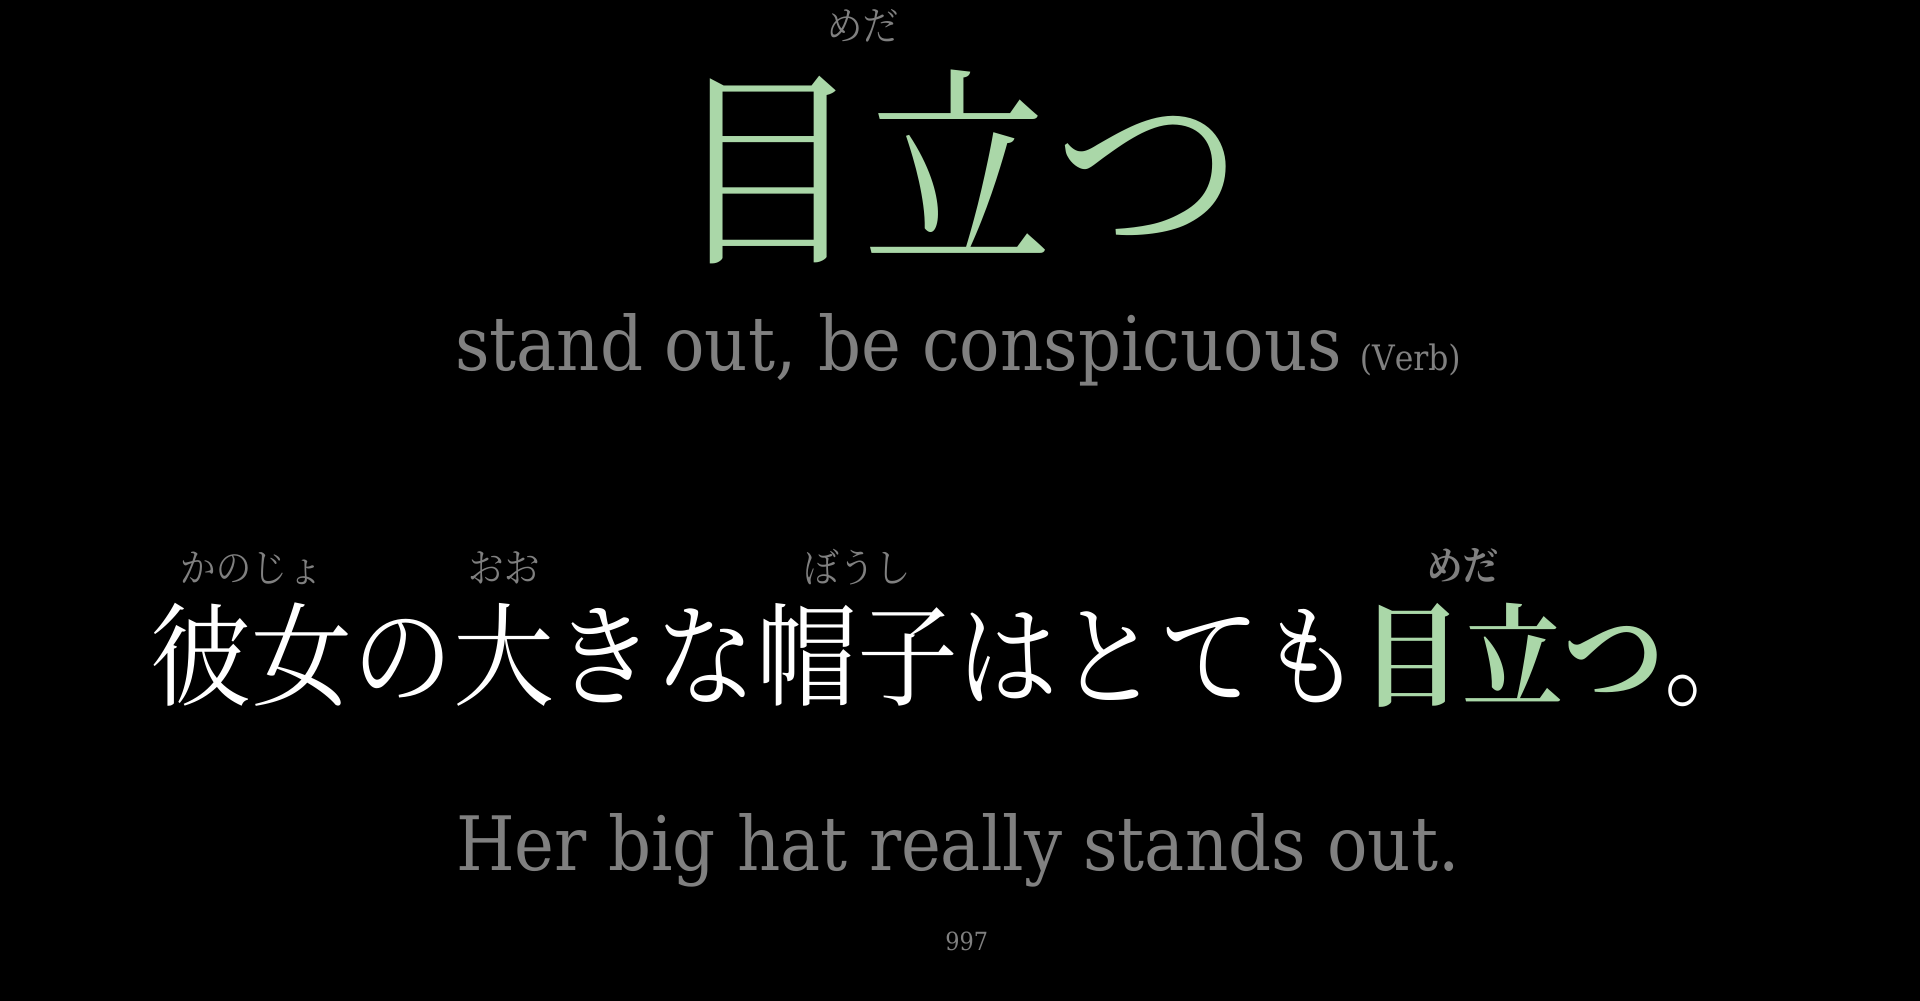 めだ
目立つ
stand out, be conspicuous (Verb)
かのじょ おお ぼうし めだ
彼女の大きな帽子はとても目立つ。
Her big hat really stands out.
997